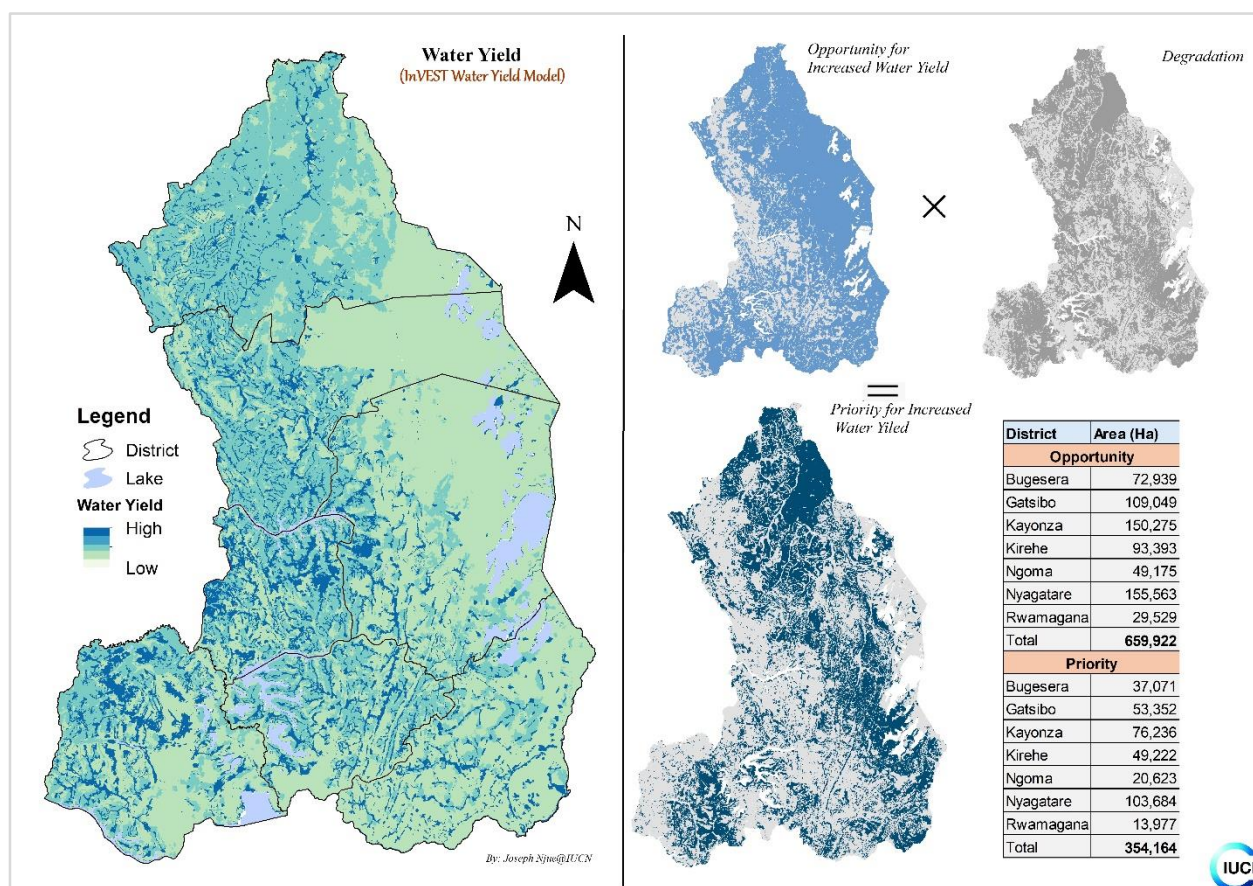 Water Yield
(InVEST Water Yield Model)
N
Legend
District
Lake
Water Yield
High
Low
By: Joseph Njue@IUCN
Opportunity for
Increased Water Yield
Degradation
×
=
Priority for Increased
Water Yiled
District Area (Ha)
Opportunity
Bugesera 72,939
Gatsibo 109,049
Kayonza 150,275
Kirehe 93,393
Ngoma 49,175
Nyagatare 155,563
Rwamagana 29,529
Total 659,922
Priority
Bugesera 37,071
Gatsibo 53,352
Kayonza 76,236
Kirehe 49,222
Ngoma 20,623
Nyagatare 103,684
Rwamagana 13,977
Total 354,164
IUC